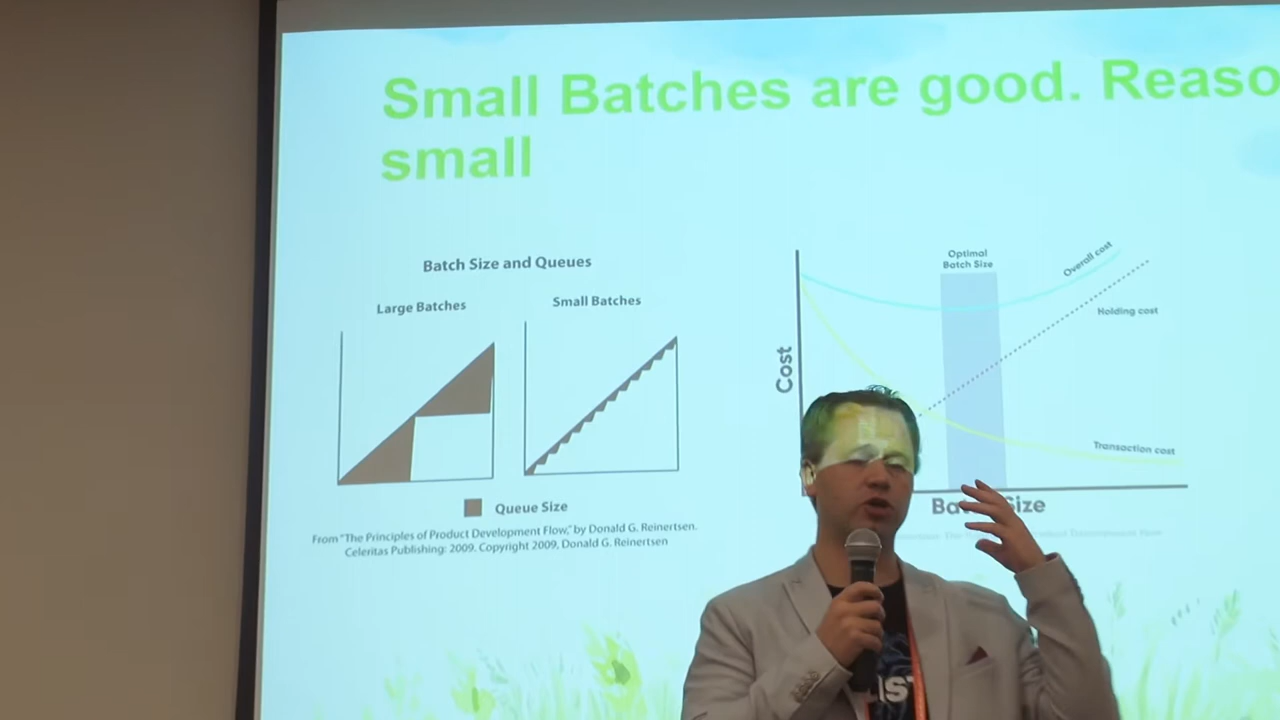 Small Batches are good. Reaso
small
Batch Size and Queues
Large Batches
Small Batches
Queue Size
From "The Principles of Product Development Flow," by Donald G. Reinertsen.
Celeritas Publishing: 2009. Copyright 2009, Donald G. Reinertsen
Optimal
Batch Size
Overall cost
Holding cost
Cost
Transaction cost
Size